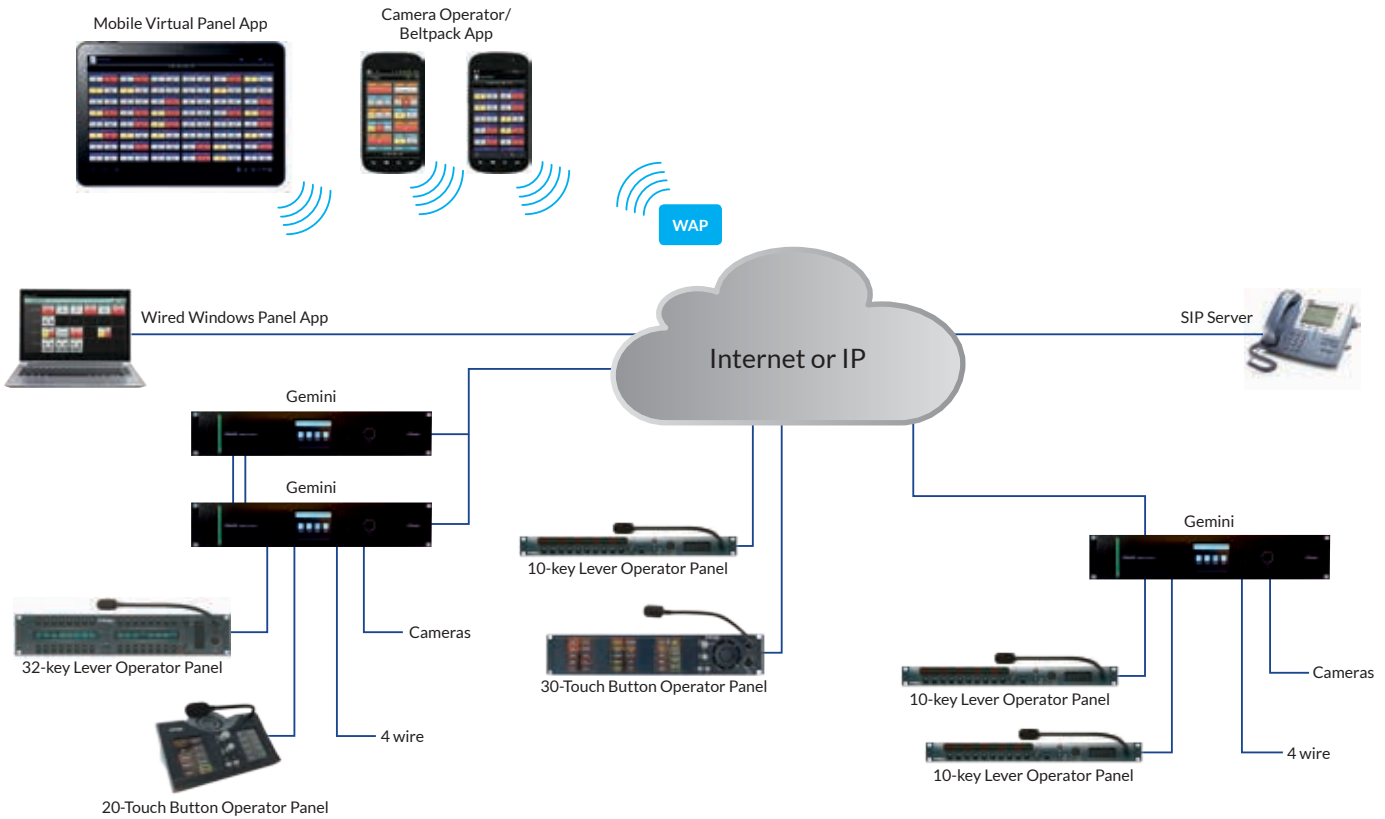 Mobile Virtual Panel App
Camera Operator/
Beltpack App
WAP
Wired Windows Panel App
Internet or IP
SIP Server
Gemini
Gemini
Gemini
10-key Lever Operator Panel
32-key Lever Operator Panel
Cameras
30-Touch Button Operator Panel
10-key Lever Operator Panel
Cameras
4 wire
4 wire
10-key Lever Operator Panel
20-Touch Button Operator Panel